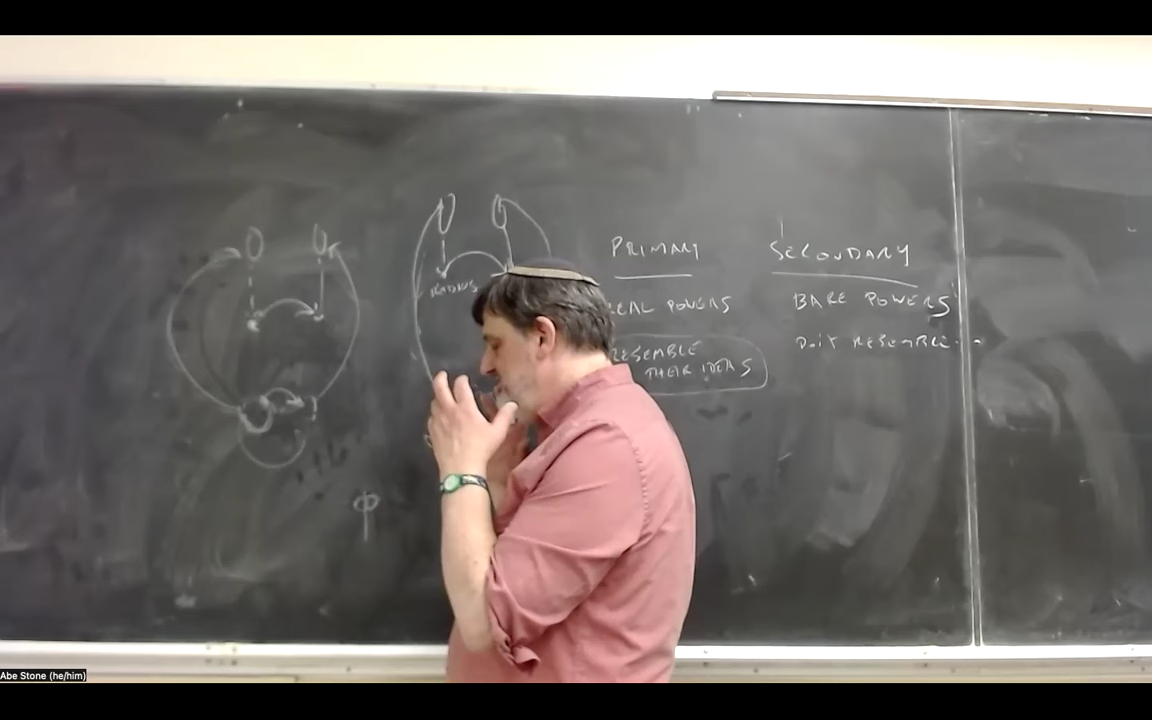 PRIMARY
SECONDARY
REAL POWERS
BARE POWERS
RESEMBLE
THEIR IDEAS
DON'T RESEMBLE...
φ
Abe Stone (he/him)